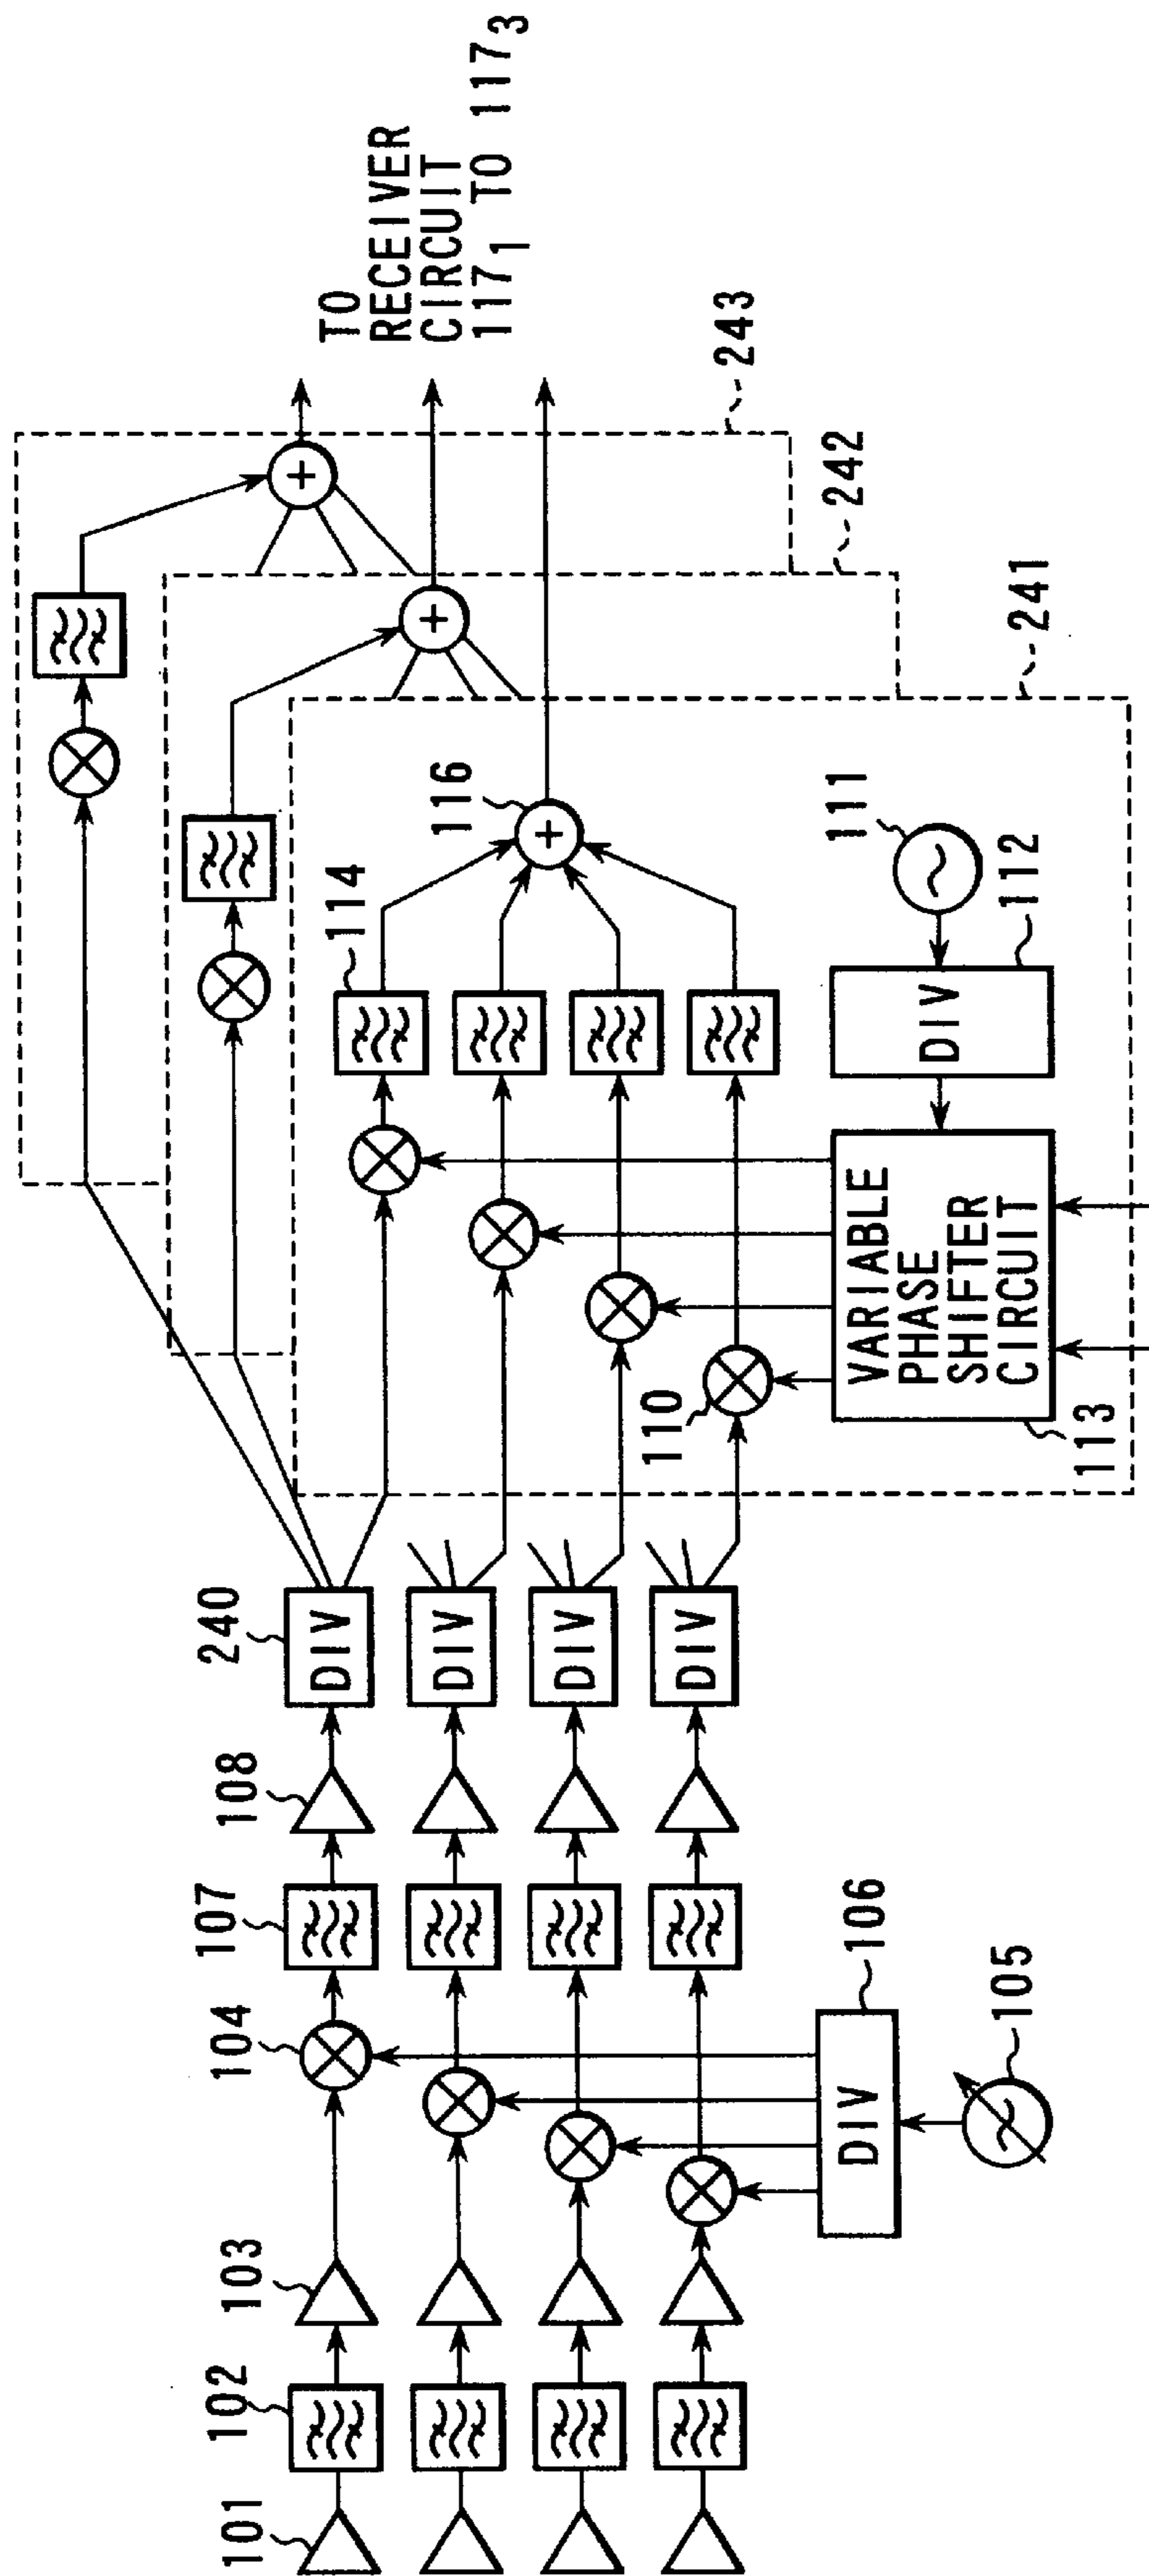 101
102
103
104
105
106
DIV
107
108
240
DIV
DIV
DIV
DIV
110
113
VARIABLE
PHASE
SHIFTER
CIRCUIT
DIV
112
111
114
116
241
242
243
TO
RECEIVER
CIRCUIT
117₁ TO 117₃